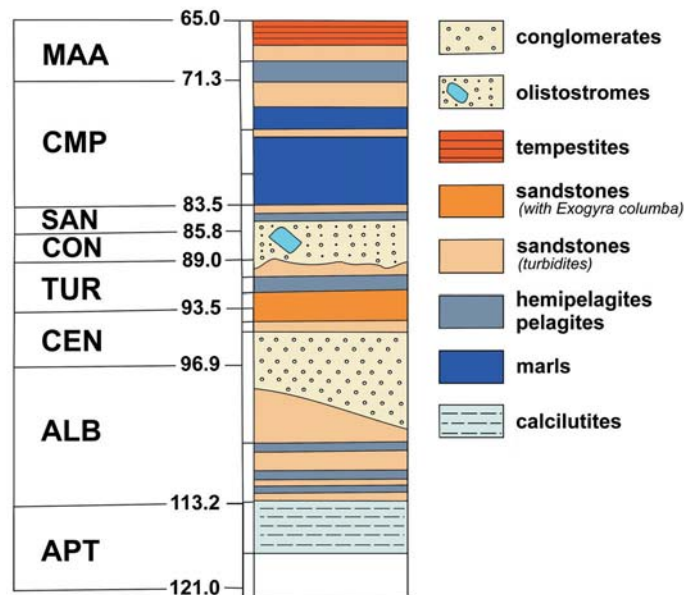 65.0
MAA
71.3
CMP
83.5
SAN
85.8
CON
89.0
TUR
93.5
CEN
96.9
ALB
113.2
APT
121.0
conglomerates
olistostromes
tempestites
sandstones
(with Exogyra columba)
sandstones
(turbidites)
hemipelagites
pelagites
marls
calcilutites